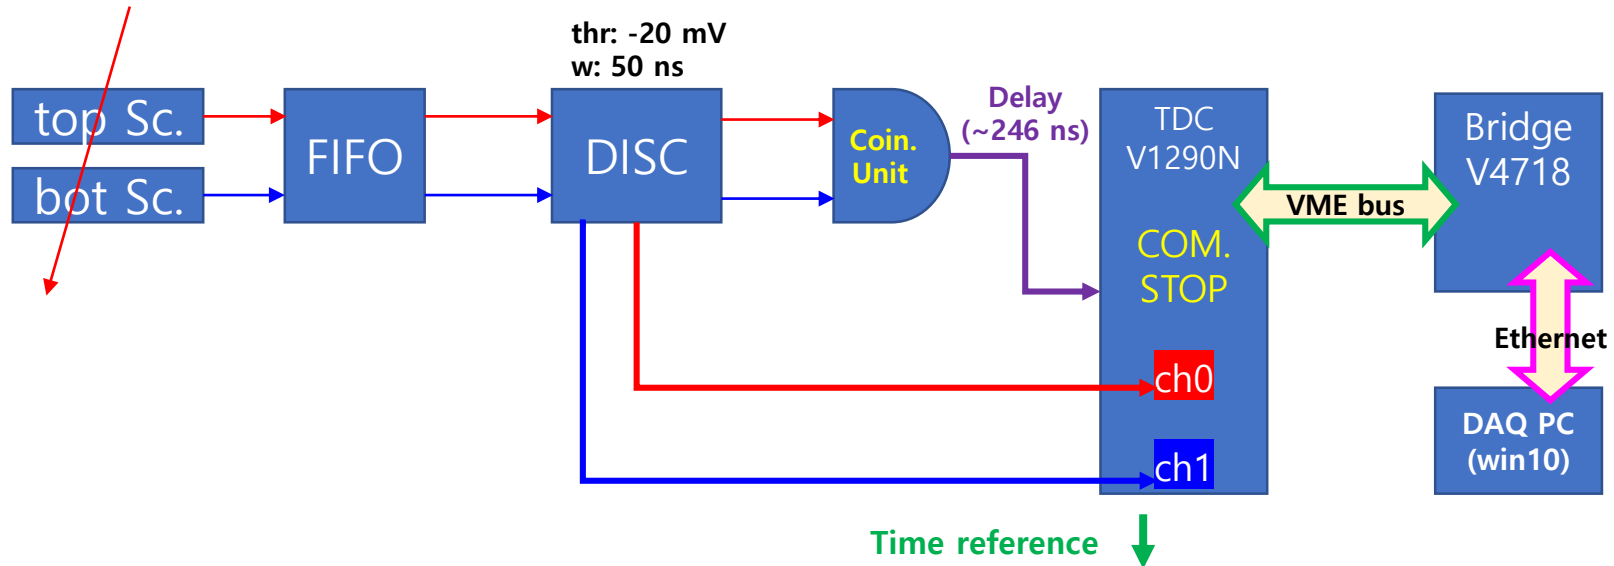 thr: -20 mV
w: 50 ns
top Sc.
bot Sc.
FIFO
DISC
Coin.
Unit
Delay
(~246 ns)
TDC
V1290N
COM.
STOP
ch0
ch1
VME bus
Bridge
V4718
Ethernet
DAQ PC
(win10)
Time reference